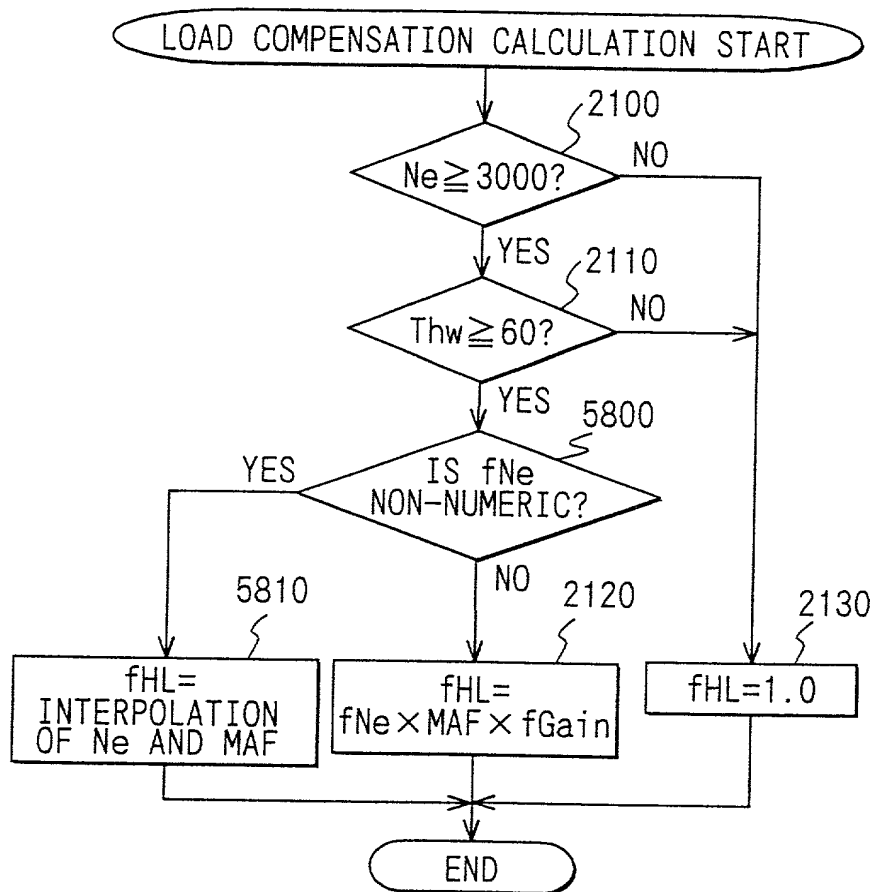 LOAD COMPENSATION CALCULATION START
2100
Ne≧3000?
NO
YES
2110
Thw≧60?
NO
YES
5800
IS fNe
NON-NUMERIC?
YES
NO
5810
fHL=
INTERPOLATION
OF Ne AND MAF
2120
fHL=
fNe×MAF×fGain
2130
fHL=1.0
END